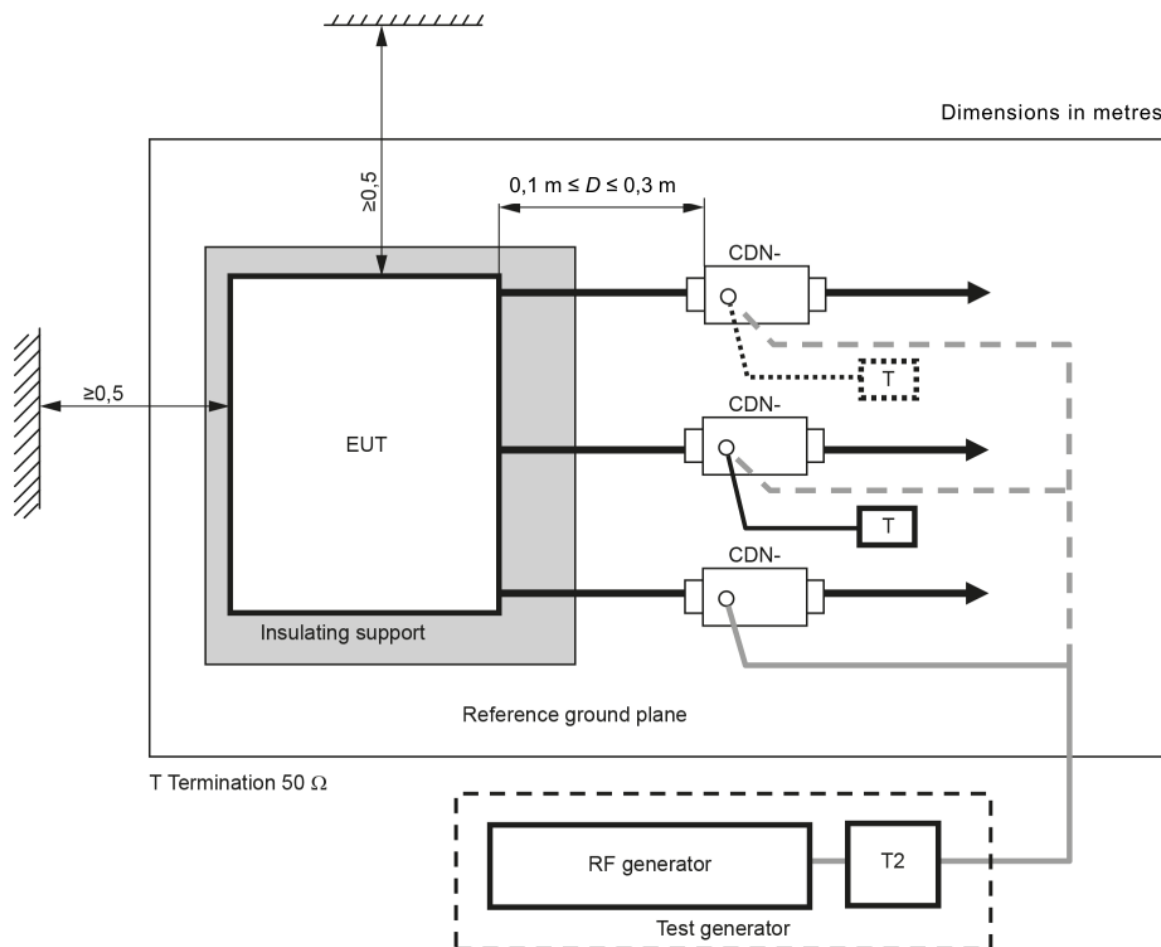 Dimensions in metres
≥0,5
0,1 m ≤ D ≤ 0,3 m
CDN-
T
≥0,5
CDN-
EUT
T
CDN-
Insulating support
Reference ground plane
T Termination 50 Ω
RF generator
T2
Test generator